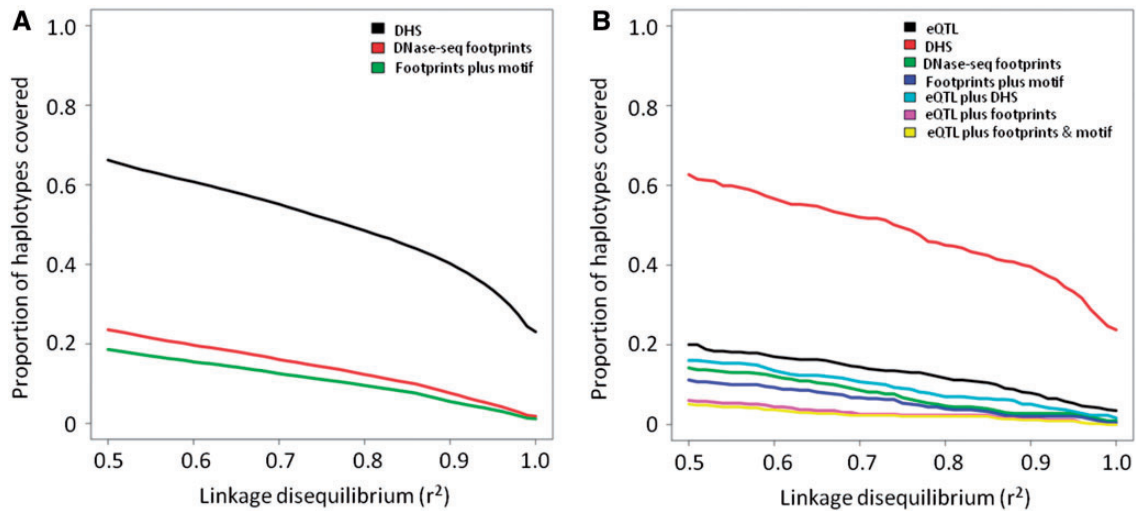 A
Proportion of haplotypes covered
1.0
0.8
0.6
0.4
0.2
0
DHS
DNase-seq footprints
Footprints plus motif
0.5 0.6 0.7 0.8 0.9 1.0
Linkage disequilibrium (r²)
B
Proportion of haplotypes covered
1.0
0.8
0.6
0.4
0.2
0
eQTL
DHS
DNase-seq footprints
Footprints plus motif
eQTL plus DHS
eQTL plus footprints
eQTL plus footprints & motif
0.5 0.6 0.7 0.8 0.9 1.0
Linkage disequilibrium (r²)